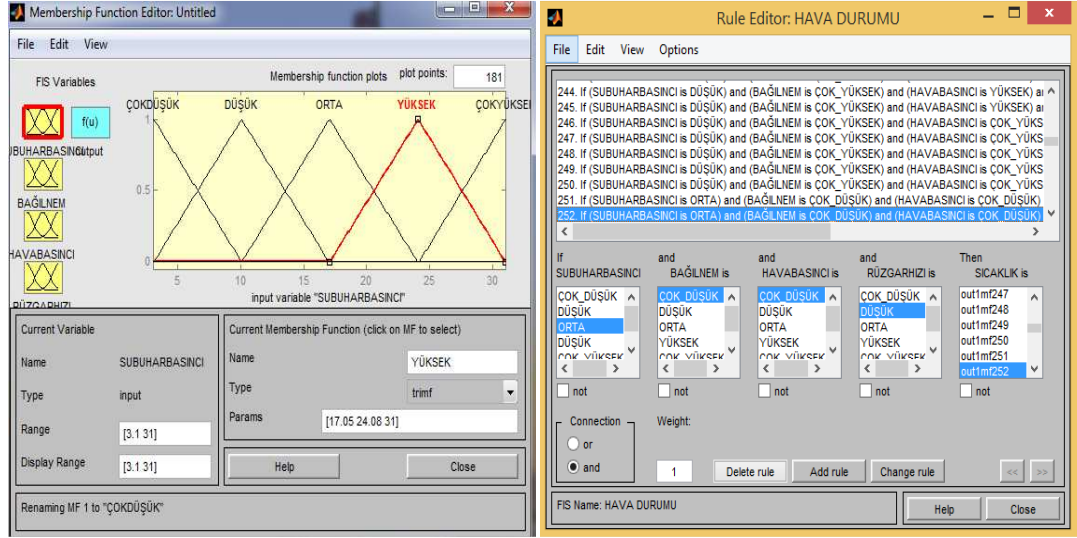 Membership Function Editor: Untitled
File Edit View
FIS Variables
Membership function plots plot points: 181
ÇOKDÜŞÜK DÜŞÜK ORTA YÜKSEK ÇOKYÜKSE
f(u)
1
UBUHARBASINC output
0.5
BAĞILNEM
0
HAVABASINCI
5 10 15 20 25 30
input variable "SUBUHARBASINCI"
RÜZGARHIZI
Current Variable
Name SUBUHARBASINCI
Type input
Range [3.1 31]
Display Range [3.1 31]
Current Membership Function (click on MF to select)
Name YÜKSEK
Type trimf
Params [17.05 24.08 31]
Help Close
Renaming MF 1 to "ÇOKDÜŞÜK"
Rule Editor: HAVA DURUMU
File Edit View Options
244. If (SUBUHARBASINCI is DÜŞÜK) and (BAĞILNEM is ÇOK_YÜKSEK) and (HAVABASINCI is YÜKSEK) ar
245. If (SUBUHARBASINCI is DÜŞÜK) and (BAĞILNEM is ÇOK_YÜKSEK) and (HAVABASINCI is YÜKSEK) ar
246. If (SUBUHARBASINCI is DÜŞÜK) and (BAĞILNEM is ÇOK_YÜKSEK) and (HAVABASINCI is ÇOK_YÜKS
247. If (SUBUHARBASINCI is DÜŞÜK) and (BAĞILNEM is ÇOK_YÜKSEK) and (HAVABASINCI is ÇOK_YÜKS
248. If (SUBUHARBASINCI is DÜŞÜK) and (BAĞILNEM is ÇOK_YÜKSEK) and (HAVABASINCI is ÇOK_YÜKS
249. If (SUBUHARBASINCI is DÜŞÜK) and (BAĞILNEM is ÇOK_YÜKSEK) and (HAVABASINCI is ÇOK_YÜKS
250. If (SUBUHARBASINCI is DÜŞÜK) and (BAĞILNEM is ÇOK_YÜKSEK) and (HAVABASINCI is ÇOK_YÜKS
251. If (SUBUHARBASINCI is ORTA) and (BAĞILNEM is ÇOK_DÜŞÜK) and (HAVABASINCI is ÇOK_DÜŞÜK)
252. If (SUBUHARBASINCI is ORTA) and (BAĞILNEM is ÇOK_DÜŞÜK) and (HAVABASINCI is ÇOK_DÜŞÜK)
If and and and Then
SUBUHARBASINCI BAĞILNEM is HAVABASINCI is RÜZGARHIZI is SICAKLIK is
ÇOK_DÜŞÜK ÇOK_DÜŞÜK ÇOK_DÜŞÜK ÇOK_DÜŞÜK out1mf247
DÜŞÜK DÜŞÜK DÜŞÜK DÜŞÜK out1mf248
ORTA ORTA ORTA ORTA out1mf249
DÜŞÜK YÜKSEK YÜKSEK YÜKSEK out1mf250
ÇOK_YÜKSEK ÇOK_YÜKSEK ÇOK_YÜKSEK ÇOK_YÜKSEK out1mf251
out1mf252
not not not not not
Connection Weight:
or
and 1 Delete rule Add rule Change rule << >>
FIS Name: HAVA DURUMU Help Close